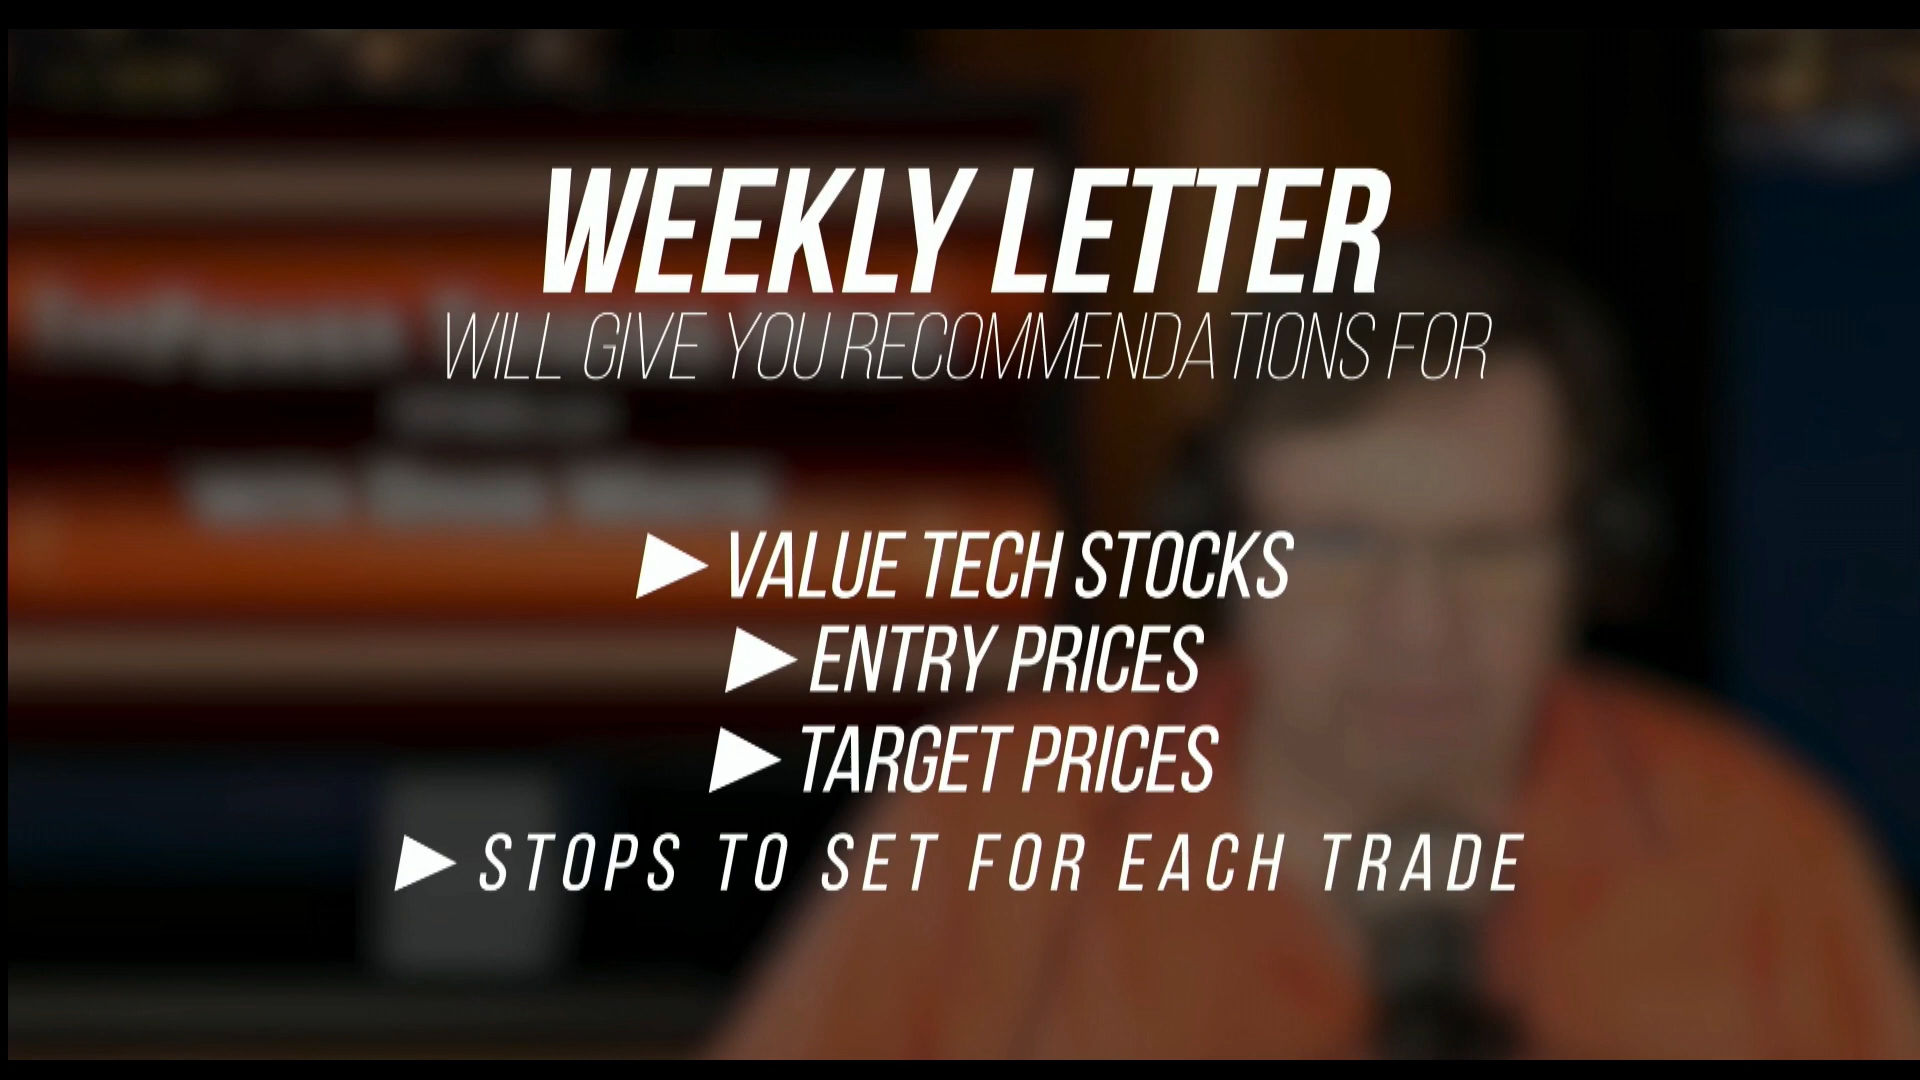 WEEKLY LETTER
WILL GIVE YOU RECOMMENDATIONS FOR
▶ VALUE TECH STOCKS
▶ ENTRY PRICES
▶ TARGET PRICES
▶ STOPS TO SET FOR EACH TRADE